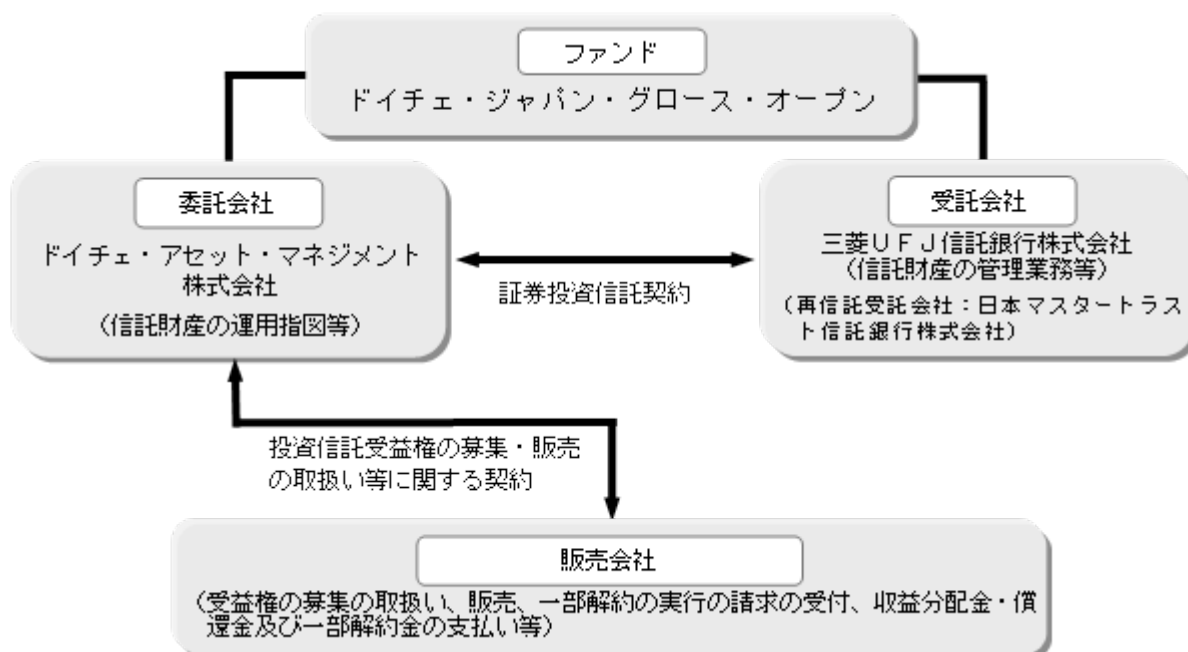 ファンド
ドイチェ・ジャパン・グロース・オープン
委託会社
ドイチェ・アセット・マネジメント
株式会社
(信託財産の運用指図等)
受託会社
三菱UFJ信託銀行株式会社
(信託財産の管理業務等)
(再信託受託会社:日本マスタートラス
ト信託銀行株式会社)
証券投資信託契約
投資信託受益権の募集・販売
の取扱い等に関する契約
販売会社
(受益権の募集の取扱い、販売、一部解約の実行の請求の受付、収益分配金・償
還金及び一部解約金の支払い等)